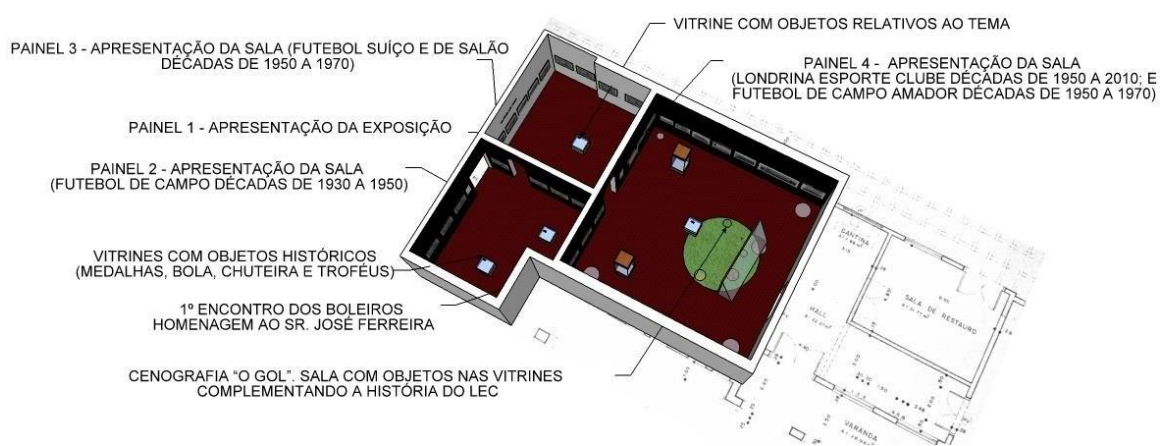 VITRINE COM OBJETOS RELATIVOS AO TEMA
PAINEL 3 - APRESENTAÇÃO DA SALA (FUTEBOL SUÍÇO E DE SALÃO
DÉCADAS DE 1950 A 1970)
PAINEL 4 - APRESENTAÇÃO DA SALA
(LONDRINA ESPORTE CLUBE DÉCADAS DE 1950 A 2010; E
FUTEBOL DE CAMPO AMADOR DÉCADAS DE 1950 A 1970)
PAINEL 1 - APRESENTAÇÃO DA EXPOSIÇÃO
PAINEL 2 - APRESENTAÇÃO DA SALA
(FUTEBOL DE CAMPO DÉCADAS DE 1930 A 1950)
VITRINES COM OBJETOS HISTÓRICOS
(MEDALHAS, BOLA, CHUTEIRA E TROFÉUS)
1º ENCONTRO DOS BOLEIROS
HOMENAGEM AO SR. JOSÉ FERREIRA
CENOGRAFIA “O GOL”. SALA COM OBJETOS NAS VITRINES
COMPLEMENTANDO A HISTÓRIA DO LEC
CANTINA
SALA DE RESTAURO
HALL
VARANDA